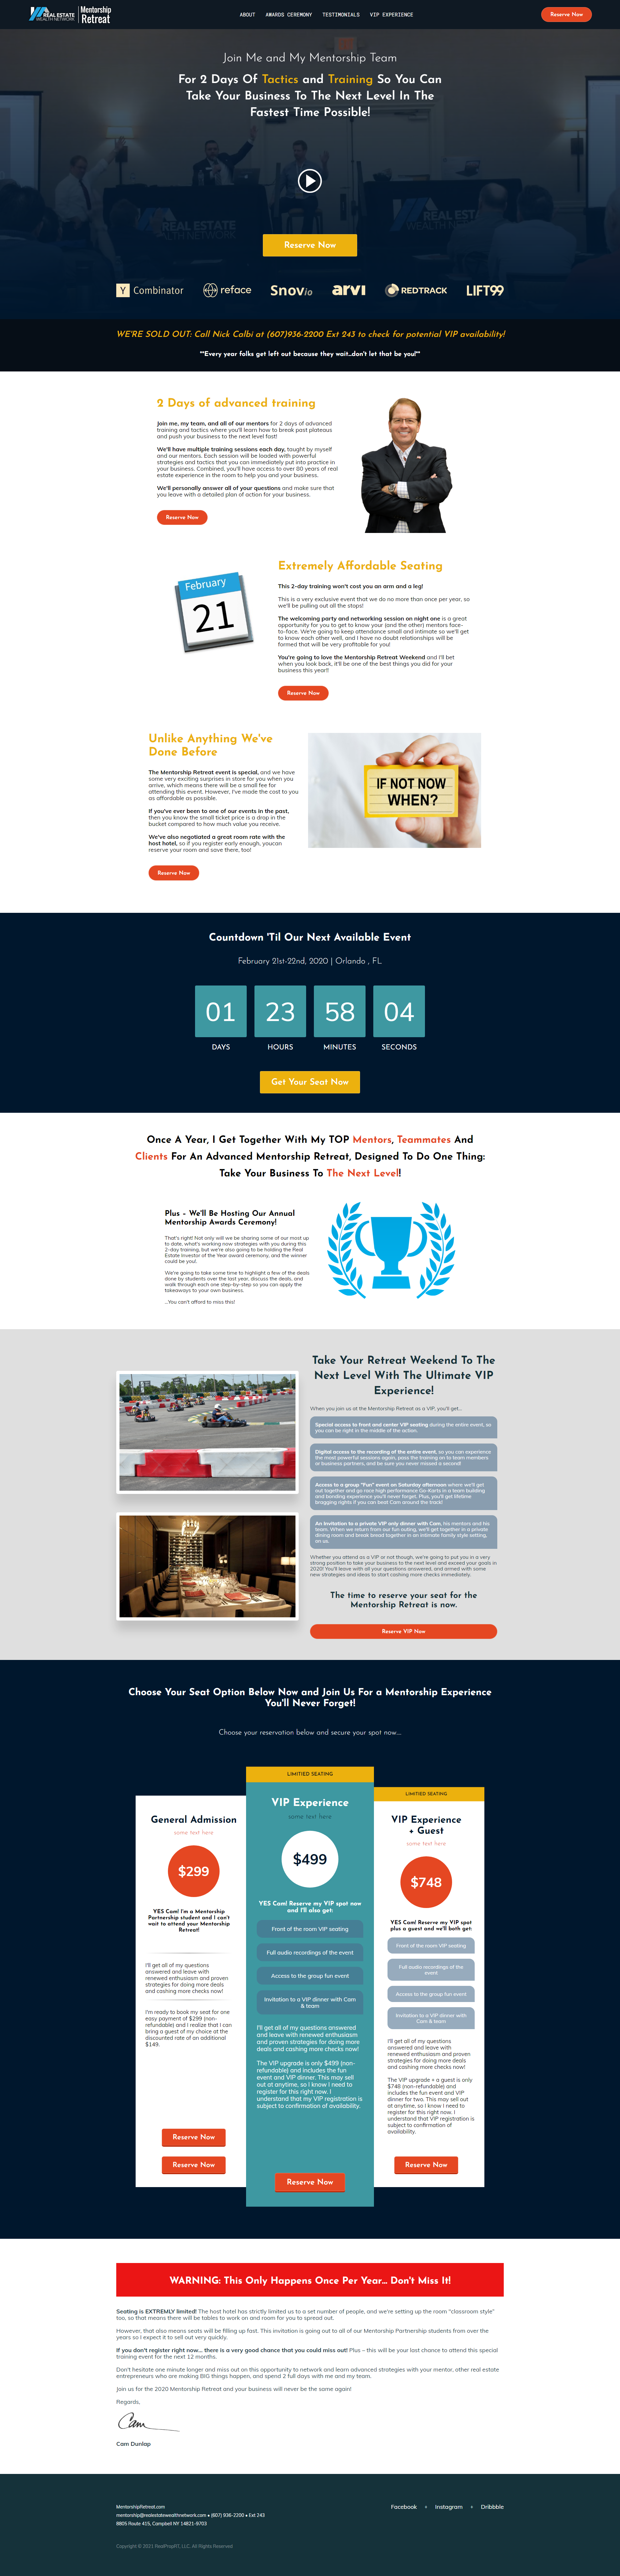 REAL ESTATE
WEALTH NETWORK
Mentorship
Retreat
ABOUT
AWARDS CEREMONY
TESTIMONIALS
VIP EXPERIENCE
Reserve Now
Join Me and My Mentorship Team
For 2 Days Of Tactics and Training So You Can
Take Your Business To The Next Level In The
Fastest Time Possible!
REAL ESTATE
WEALTH NETWORK
Reserve Now
Y Combinator
reface
Snovio
arvi
REDTRACK
LIFT99
WE'RE SOLD OUT: Call Nick Calbi at (607)936-2200 Ext 243 to check for potential VIP availability!
**Every year folks get left out because they wait...don't let that be you!**
2 Days of advanced training
Join me, my team, and all of our mentors for 2 days of advanced
training and tactics where you'll learn how to break past plateaus
and push your business to the next level fast!
We'll have multiple training sessions each day, taught by myself
and our mentors. Each session will be loaded with powerful
strategies and tactics that you can immediately put into practice in
your business. Combined, you'll have access to over 80 years of real
estate experience in the room to help you and your business.
We'll personally answer all of your questions and make sure that
you leave with a detailed plan of action for your business.
Reserve Now
February
21
Extremely Affordable Seating
This 2-day training won't cost you an arm and a leg!
This is a very exclusive event that we do no more than once per year, so
we'll be pulling out all the stops!
The welcoming party and networking session on night one is a great
opportunity for you to get to know your (and the other) mentors face-
to-face. We're going to keep attendance small and intimate so we'll get
to know each other well, and I have no doubt relationships will be
formed that will be very profitable for you!
You're going to love the Mentorship Retreat Weekend and I'll bet
when you look back, it'll be one of the best things you did for your
business this year!!
Reserve Now
Unlike Anything We've
Done Before
The Mentorship Retreat event is special, and we have
some very exciting surprises in store for you when you
arrive, which means there will be a small fee for
attending this event. However, I've made the cost to you
as affordable as possible.
If you've ever been to one of our events in the past,
then you know the small ticket price is a drop in the
bucket compared to how much value you receive.
We've also negotiated a great room rate with the
host hotel, so if you register early enough, youcan
reserve your room and save there, too!
Reserve Now
IF NOT NOW
WHEN?
Countdown 'Til Our Next Available Event
February 21st-22nd, 2020 | Orlando , FL
01
23
58
04
DAYS
HOURS
MINUTES
SECONDS
Get Your Seat Now
Once A Year, I Get Together With My TOP Mentors, Teammates And
Clients For An Advanced Mentorship Retreat, Designed To Do One Thing:
Take Your Business To The Next Level!
Plus – We'll Be Hosting Our Annual
Mentorship Awards Ceremony!
That's right! Not only will we be sharing some of our most up
to date, what's working now strategies with you during this
2-day training, but we're also going to be holding the Real
Estate Investor of the Year award ceremony, and the winner
could be you!
We're going to take some time to highlight a few of the deals
done by students over the last year, discuss the deals, and
walk through each one step-by-step so you can apply the
takeaways to your own business.
...You can't afford to miss this!
Take Your Retreat Weekend To The
Next Level With The Ultimate VIP
Experience!
When you join us at the Mentorship Retreat as a VIP, you'll get...
Special access to front and center VIP seating during the entire event, so
you can be right in the middle of the action.
Digital access to the recording of the entire event, so you can experience
the most powerful sessions again, pass the training on to team members
or business partners, and be sure you never missed a second!
Access to a group "Fun" event on Saturday afternoon where we'll get
out together and go race high performance Go-Karts in a team building
and bonding experience you'll never forget. Plus, you'll get lifetime
bragging rights if you can beat Cam around the track!
An Invitation to a private VIP only dinner with Cam, his mentors and his
team. When we return from our fun outing, we'll get together in a private
dining room and break bread together in an intimate family style setting,
on us.
Whether you attend as a VIP or not though, we're going to put you in a very
strong position to take your business to the next level and exceed your goals in
2020! You'll leave with all your questions answered, and armed with some
new strategies and ideas to start cashing more checks immediately.
The time to reserve your seat for the
Mentorship Retreat is now.
Reserve VIP Now
Choose Your Seat Option Below Now and Join Us For a Mentorship Experience
You'll Never Forget!
Choose your reservation below and secure your spot now....
General Admission
some text here
$299
YES Cam! I'm a Mentorship
Partnership student and I can't
wait to attend your Mentorship
Retreat!
I'll get all of my questions
answered and leave with
renewed enthusiasm and proven
strategies for doing more deals
and cashing more checks now!
I'm ready to book my seat for one
easy payment of $299 (non-
refundable) and I realize that I can
bring a guest of my choice at the
discounted rate of an additional
$149.
Reserve Now
Reserve Now
LIMITIED SEATING
VIP Experience
some text here
$499
YES Cam! Reserve my VIP spot now
and I'll also get:
Front of the room VIP seating
Full audio recordings of the event
Access to the group fun event
Invitation to a VIP dinner with Cam
& team
I'll get all of my questions answered
and leave with renewed enthusiasm
and proven strategies for doing more
deals and cashing more checks now!
The VIP upgrade is only $499 (non-
refundable) and includes the fun
event and VIP dinner. This may sell
out at anytime, so I know I need to
register for this right now. I
understand that my VIP registration is
subject to confirmation of availability.
Reserve Now
LIMITIED SEATING
VIP Experience
+ Guest
some text here
$748
YES Cam! Reserve my VIP spot
plus a guest and we'll both get:
Front of the room VIP seating
Full audio recordings of the
event
Access to the group fun event
Invitation to a VIP dinner with
Cam & team
I'll get all of my questions
answered and leave with
renewed enthusiasm and proven
strategies for doing more deals
and cashing more checks now!
The VIP upgrade + a guest is only
$748 (non-refundable) and includes
the fun event and VIP
dinner for two. This may sell out
at anytime, so I know I need to
register for this right now. I
understand that my VIP registration is
subject to confirmation of
availability.
Reserve Now
WARNING: This Only Happens Once Per Year... Don't Miss It!
Seating is EXTREMLY limited! The host hotel has strictly limited us to a set number of people, and we're setting up the room "classroom style"
too, so that means there will be tables to work on and room for you to spread out.
However, that also means seats will be filling up fast. This invitation is going out to all of our Mentorship Partnership students from over the
years so I expect it to sell out very quickly.
If you don't register right now... there is a very good chance that you could miss out! Plus – this will be your last chance to attend this special
training event for the next 12 months.
Don't hesitate one minute longer and miss out on this opportunity to network and learn advanced strategies with your mentor, other real estate
entrepreneurs who are making BIG things happen, and spend 2 full days with me and my team.
Join us for the 2020 Mentorship Retreat and your business will never be the same again!
Regards,
Cam
Cam Dunlap
MentorshipRetreat.com
mentorship@realestatewealthnetwork.com • (607) 936-2200 • Ext 243
8805 Route 415, Campbell NY 14821-9703
Facebook + Instagram + Dribbble
Copyright © 2021 RealPropRT, LLC. All Rights Reserved